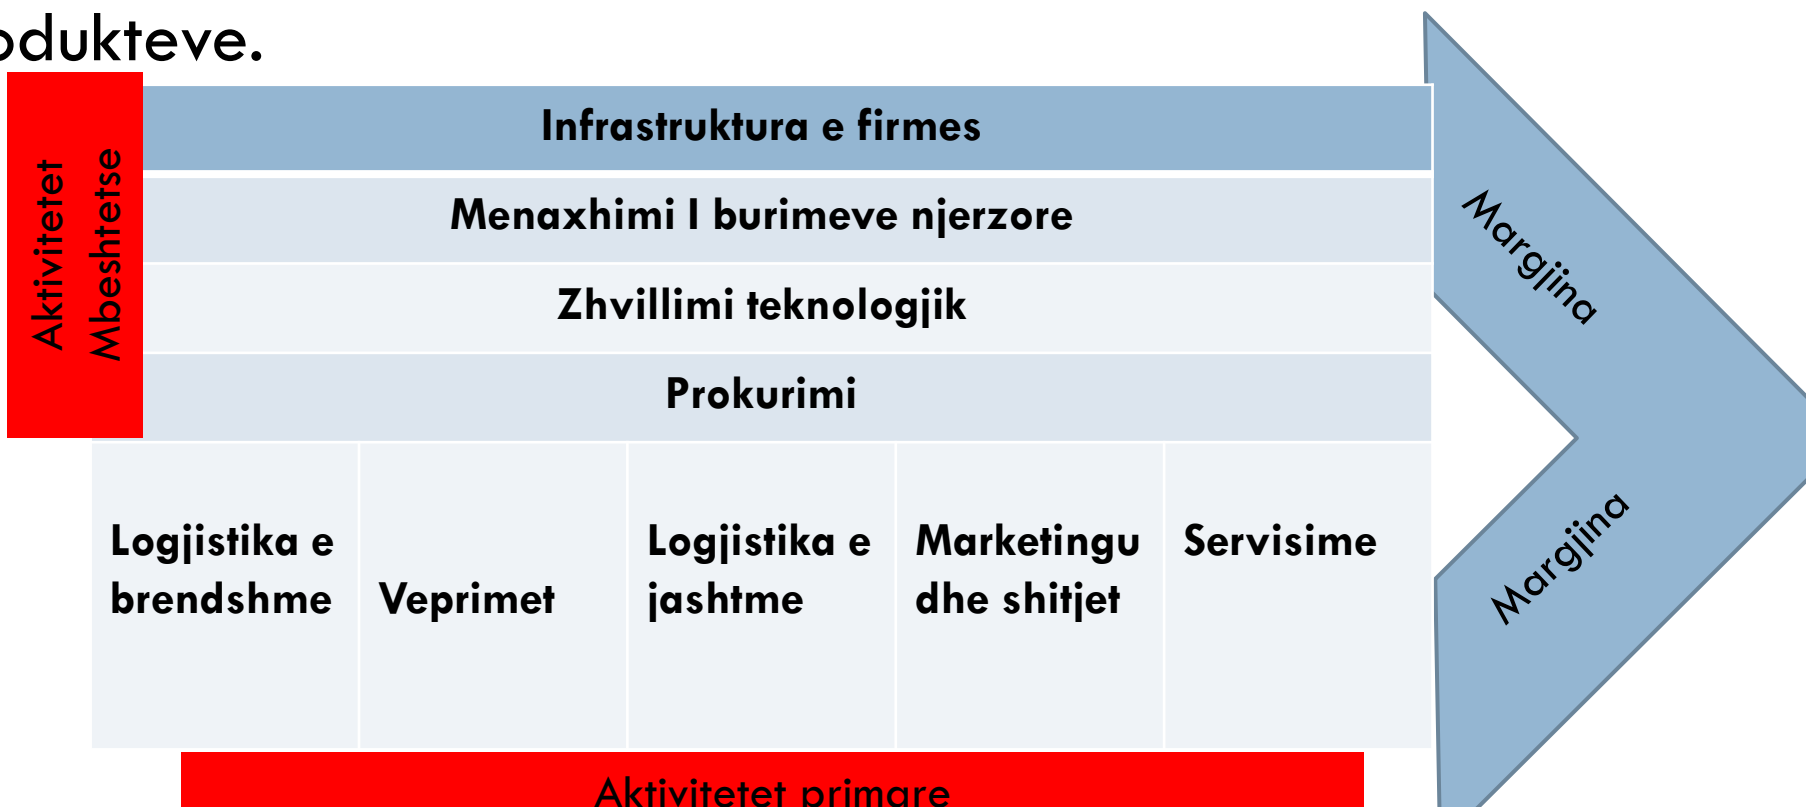 odukteve.
Aktivitetet
Mbeshtetse
Infrastruktura e firmes
Menaxhimi I burimeve njerzore
Zhvillimi teknologjik
Prokurimi
Logjistika e
brendshme
Veprimet
Logjistika e
jashtme
Marketingu
dhe shitjet
Servisime
Margjina
Margjina
Aktivitetet primare